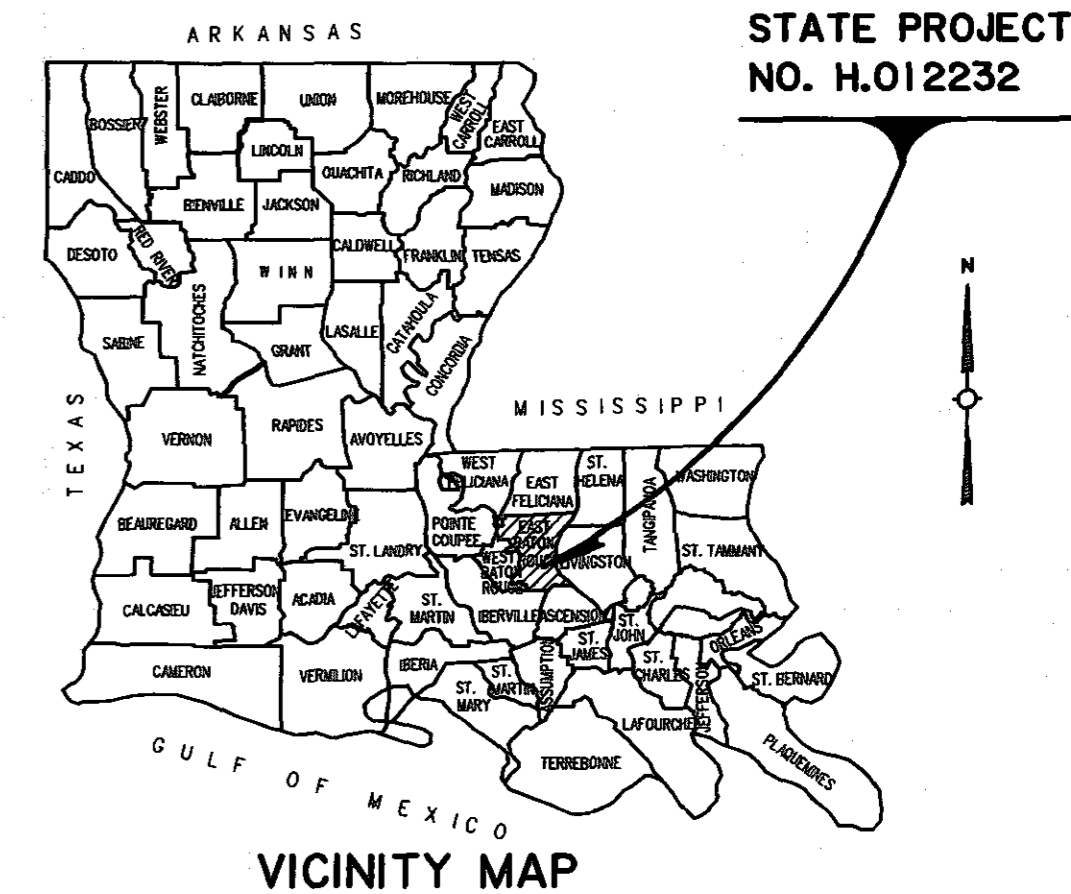 STATE PROJECT
NO. H.012232
ARKANSAS
CADDO
BOSSIER
WEBSTER
CLAIBORNE
UNION
MOREHOUSE
WEST
CARROLL
EAST
CARROLL
LINCOLN
OUACHITA
RICHLAND
MADISON
BIENVILLE
JACKSON
DESOTO
RED RIVER
CALDWELL
FRANKLIN
TENSAS
WINN
NATCHITOCHES
SABINE
GRANT
LASALLE
CATAHOULA
CONCORDIA
N
TEXAS
MISSISSIPPI
VERNON
RAPIDES
AVOYELLES
WEST
FELICIANA
EAST
FELICIANA
ST.
HELENA
TANGIPAHOA
WASHINGTON
BEAUREGARD
ALLEN
EVANGELINE
ST. LANDRY
POINTE
COUPEE
EAST
BATON
ROUGE
WEST
BATON
ROUGE
LIVINGSTON
ST. TAMMANT
CALCASIEU
JEFFERSON
DAVIS
ACADIA
LAFAYETTE
ST.
MARTIN
IBERVILLE
ASCENSION
ST.
JOHN
ORLEANS
ST.
JAMES
CAMERON
VERMILION
IBERIA
ST.
MARY
ST.
MARTIN
ASSUMPTION
ST.
CHARLES
JEFFERSON
ST. BERNARD
LAFOURCHE
TERREBONNE
PLAQUEMINES
GULF OF MEXICO
VICINITY MAP